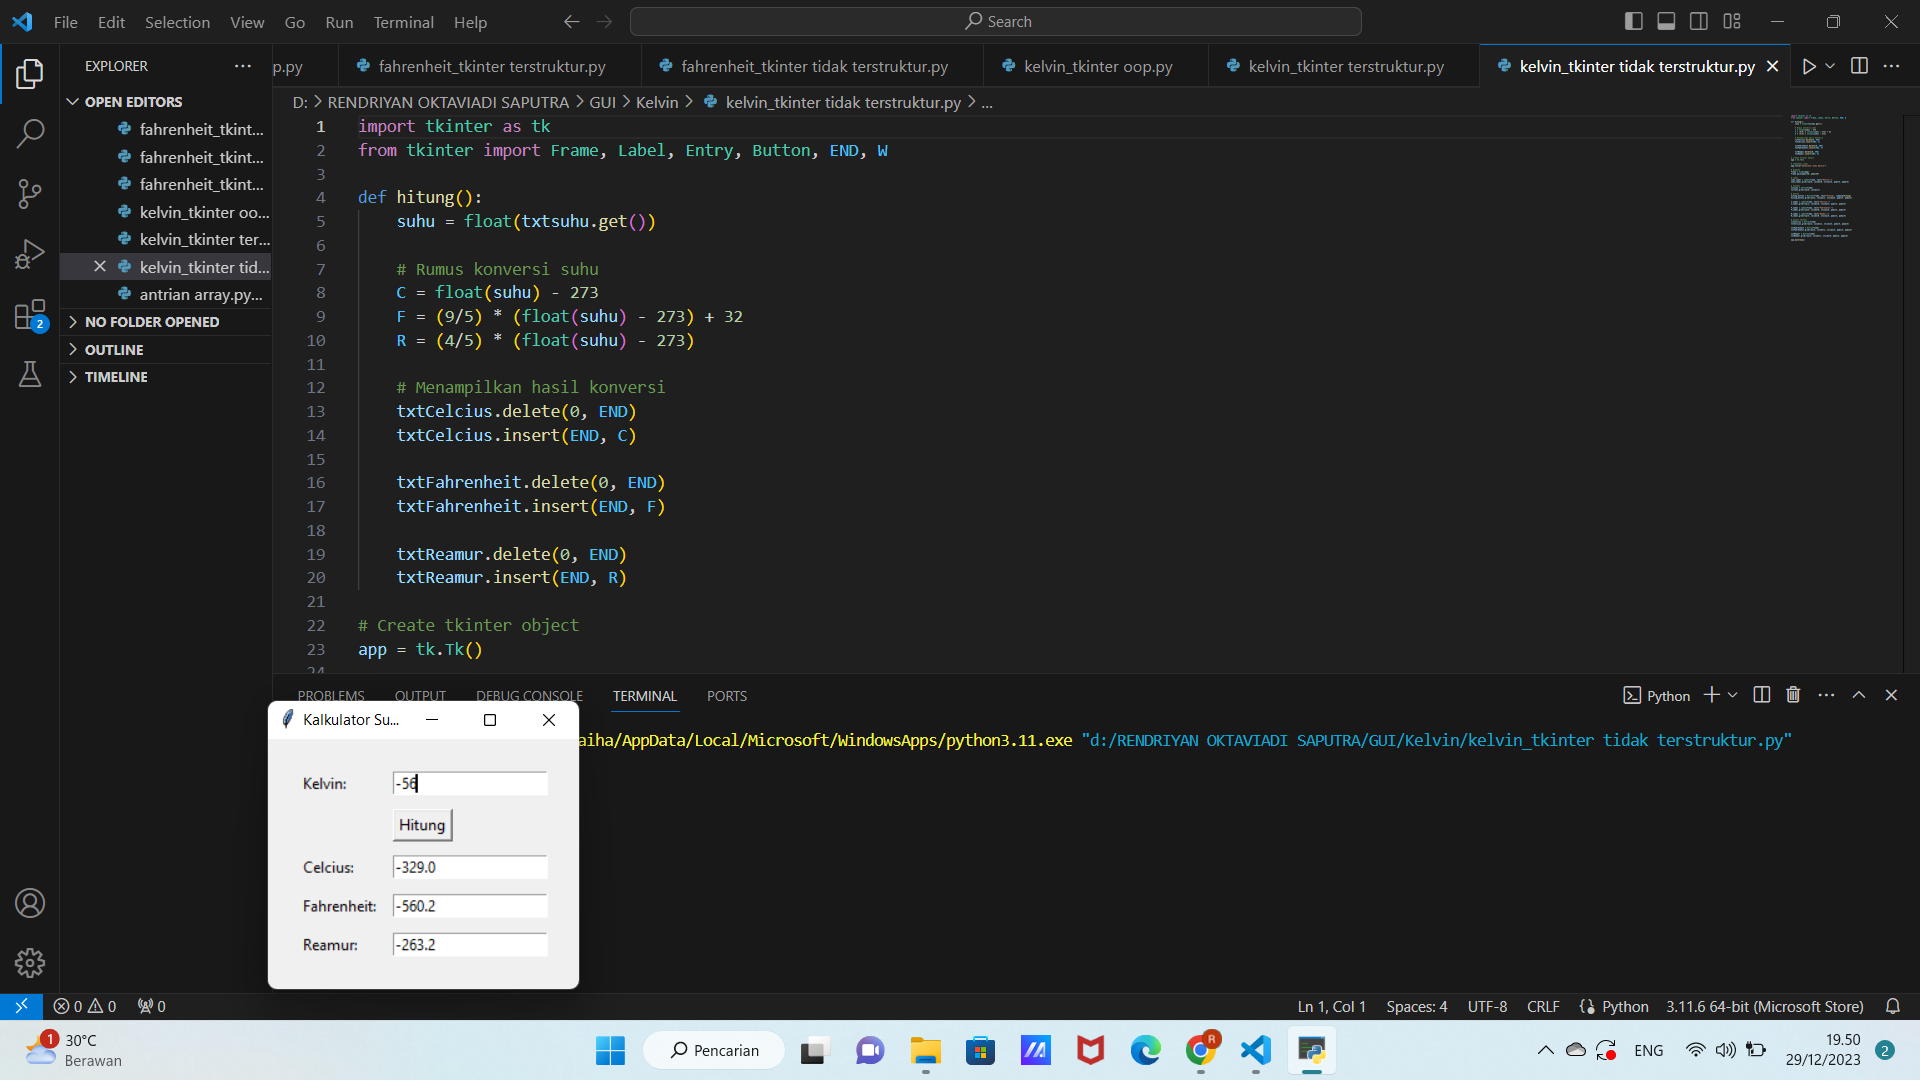 File Edit Selection View Go Run Terminal Help
Search
EXPLORER
OPEN EDITORS
fahrenheit_tkint...
fahrenheit_tkint...
fahrenheit_tkint...
kelvin_tkinter oo...
kelvin_tkinter ter...
kelvin_tkinter tid...
antrian array.py...
NO FOLDER OPENED
OUTLINE
TIMELINE
2
p.py
fahrenheit_tkinter terstruktur.py
fahrenheit_tkinter tidak terstruktur.py
kelvin_tkinter oop.py
kelvin_tkinter terstruktur.py
kelvin_tkinter tidak terstruktur.py
D: > RENDRIYAN OKTAVIADI SAPUTRA > GUI > Kelvin > kelvin_tkinter tidak terstruktur.py > ...
1 import tkinter as tk
2 from tkinter import Frame, Label, Entry, Button, END, W
3
4 def hitung():
5 suhu = float(txtsuhu.get())
6
7 # Rumus konversi suhu
8 C = float(suhu) - 273
9 F = (9/5) * (float(suhu) - 273) + 32
10 R = (4/5) * (float(suhu) - 273)
11
12 # Menampilkan hasil konversi
13 txtCelcius.delete(0, END)
14 txtCelcius.insert(END, C)
15
16 txtFahrenheit.delete(0, END)
17 txtFahrenheit.insert(END, F)
18
19 txtReamur.delete(0, END)
20 txtReamur.insert(END, R)
21
22 # Create tkinter object
23 app = tk.Tk()
24
PROBLEMS OUTPUT DEBUG CONSOLE TERMINAL PORTS
Python
aiha/AppData/Local/Microsoft/WindowsApps/python3.11.exe "d:/RENDRIYAN OKTAVIADI SAPUTRA/GUI/Kelvin/kelvin_tkinter tidak terstruktur.py"
Kalkulator Su...
Kelvin: -56
Hitung
Celcius: -329.0
Fahrenheit: -560.2
Reamur: -263.2
0 0 0
Ln 1, Col 1 Spaces: 4 UTF-8 CRLF Python 3.11.6 64-bit (Microsoft Store)
1
30°C
Berawan
Pencarian
R
ENG
19.50
29/12/2023
2